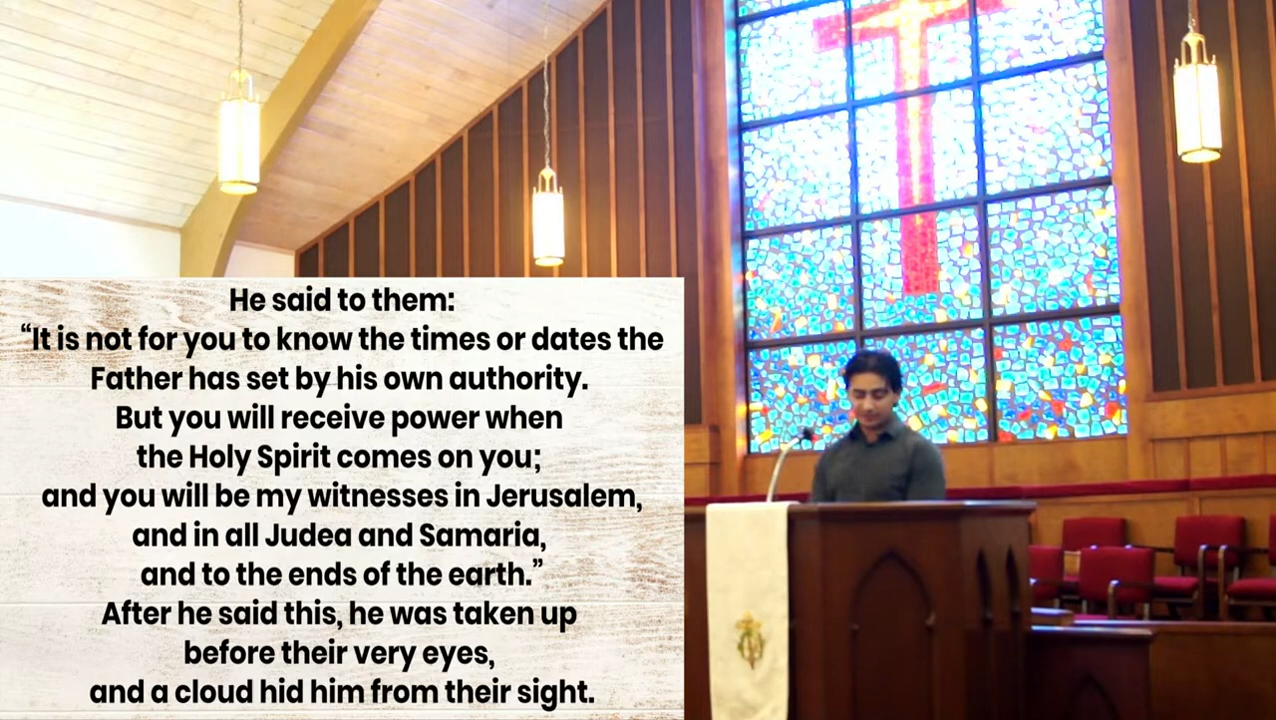 He said to them:
“It is not for you to know the times or dates the
Father has set by his own authority.
But you will receive power when
the Holy Spirit comes on you;
and you will be my witnesses in Jerusalem,
and in all Judea and Samaria,
and to the ends of the earth.”
After he said this, he was taken up
before their very eyes,
and a cloud hid him from their sight.